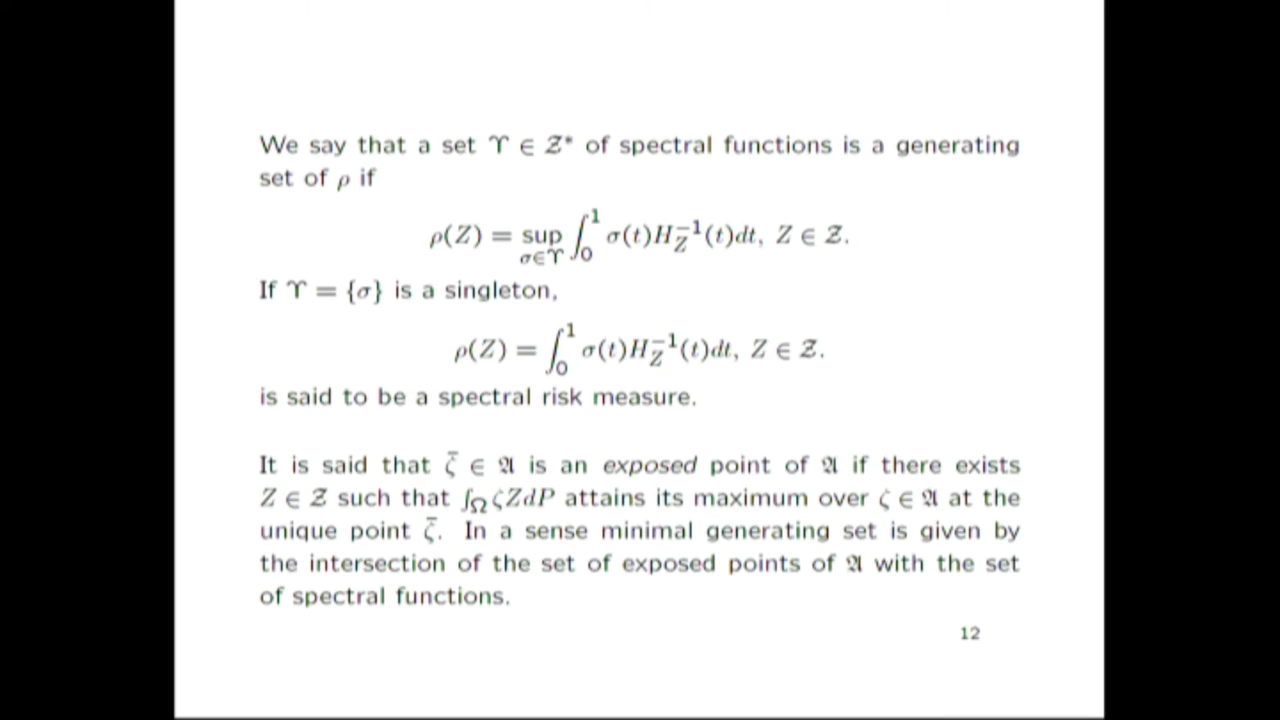 We say that a set ϒ ∈ 𝒵* of spectral functions is a generating
set of ρ if
ρ(Z) = sup_{σ∈ϒ} ∫_0^1 σ(t)H_Z^{-1}(t)dt, Z ∈ 𝒵.
If ϒ = {σ} is a singleton,
ρ(Z) = ∫_0^1 σ(t)H_Z^{-1}(t)dt, Z ∈ 𝒵.
is said to be a spectral risk measure.
It is said that ζ̄ ∈ 𝔄 is an exposed point of 𝔄 if there exists
Z ∈ 𝒵 such that ∫_Ω ζZdP attains its maximum over ζ ∈ 𝔄 at the
unique point ζ̄. In a sense minimal generating set is given by
the intersection of the set of exposed points of 𝔄 with the set
of spectral functions.
12